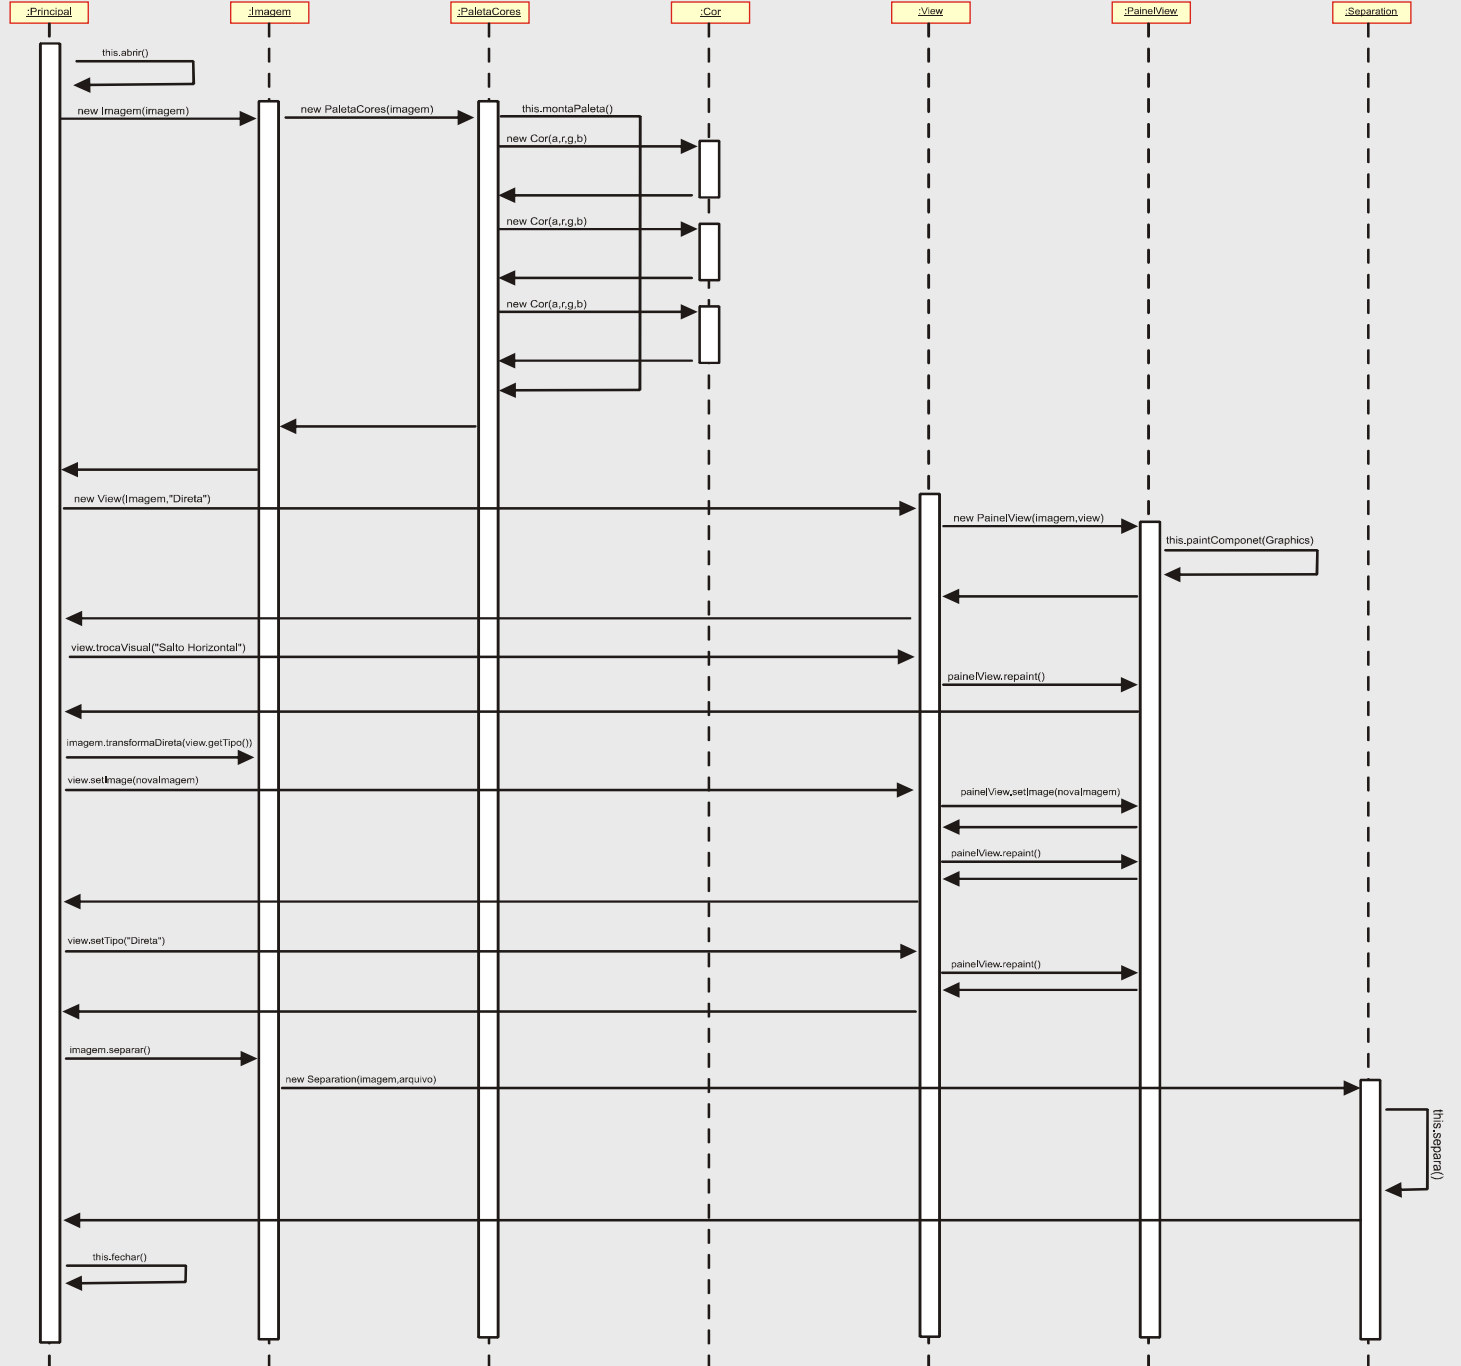 :Principal
:Imagem
:PaletaCores
:Cor
:View
:PainelView
:Separation
this.abrir()
new Imagem(imagem)
new PaletaCores(imagem)
this.montaPaleta()
new Cor(a,r,g,b)
new Cor(a,r,g,b)
new Cor(a,r,g,b)
new View(Imagem,"Direta")
new PainelView(imagem,view)
this.paintComponet(Graphics)
view.trocaVisual("Salto Horizontal")
painelView.repaint()
imagem.transformaDireta(view.getTipo())
view.setImage(novaImagem)
painelView.setImage(novaImagem)
painelView.repaint()
view.setTipo("Direta")
painelView.repaint()
imagem.separar()
new Separation(imagem,arquivo)
this.separa()
this.fechar()